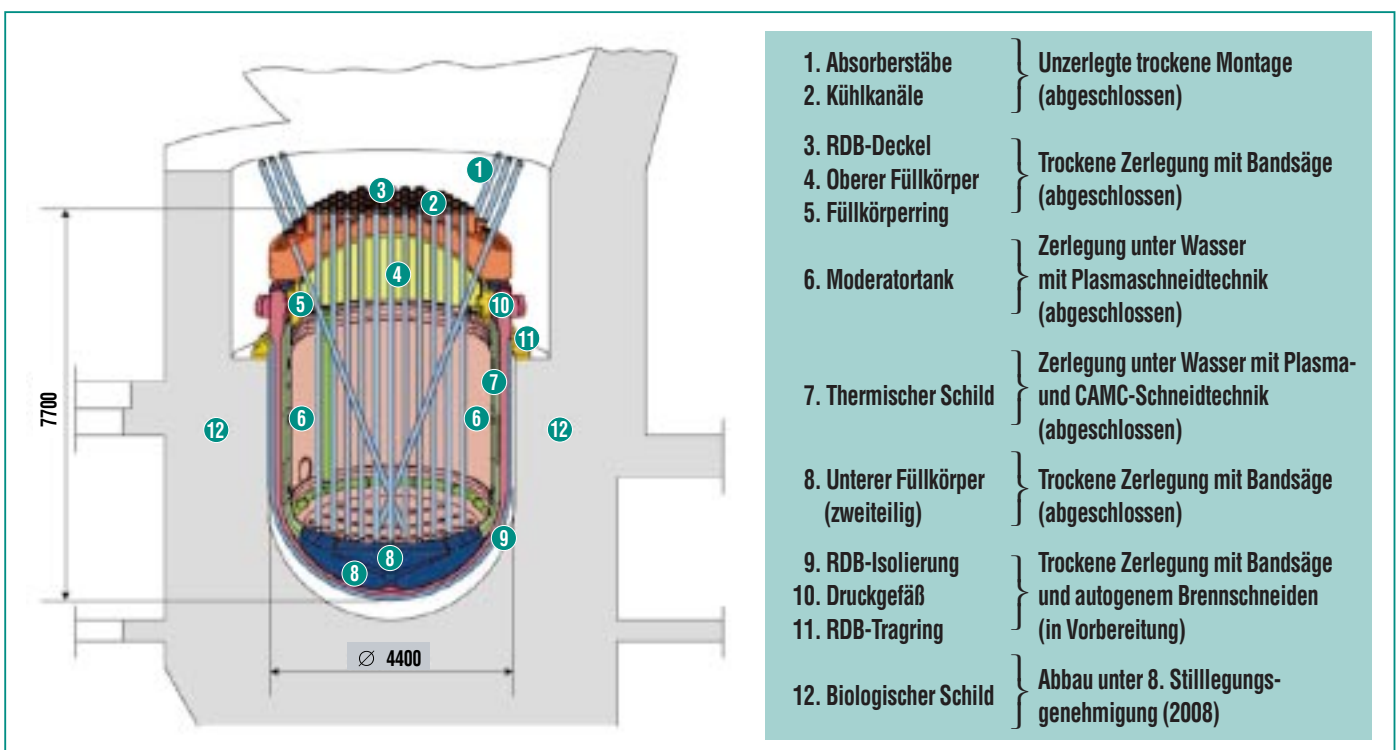 1
3
2
4
5
10
11
7
6
6
12
12
9
8
8
7700
∅ 4400
1. Absorberstäbe
2. Kühlkanäle
Unzerlegte trockene Montage
(abgeschlossen)
3. RDB-Deckel
4. Oberer Füllkörper
5. Füllkörperring
Trockene Zerlegung mit Bandsäge
(abgeschlossen)
6. Moderatortank
Zerlegung unter Wasser
mit Plasmaschneidtechnik
(abgeschlossen)
7. Thermischer Schild
Zerlegung unter Wasser mit Plasma-
und CAMC-Schneidtechnik
(abgeschlossen)
8. Unterer Füllkörper
(zweiteilig)
Trockene Zerlegung mit Bandsäge
(abgeschlossen)
9. RDB-Isolierung
10. Druckgefäß
11. RDB-Tragring
Trockene Zerlegung mit Bandsäge
und autogenem Brennschneiden
(in Vorbereitung)
12. Biologischer Schild
Abbau unter 8. Stilllegungs-
genehmigung (2008)